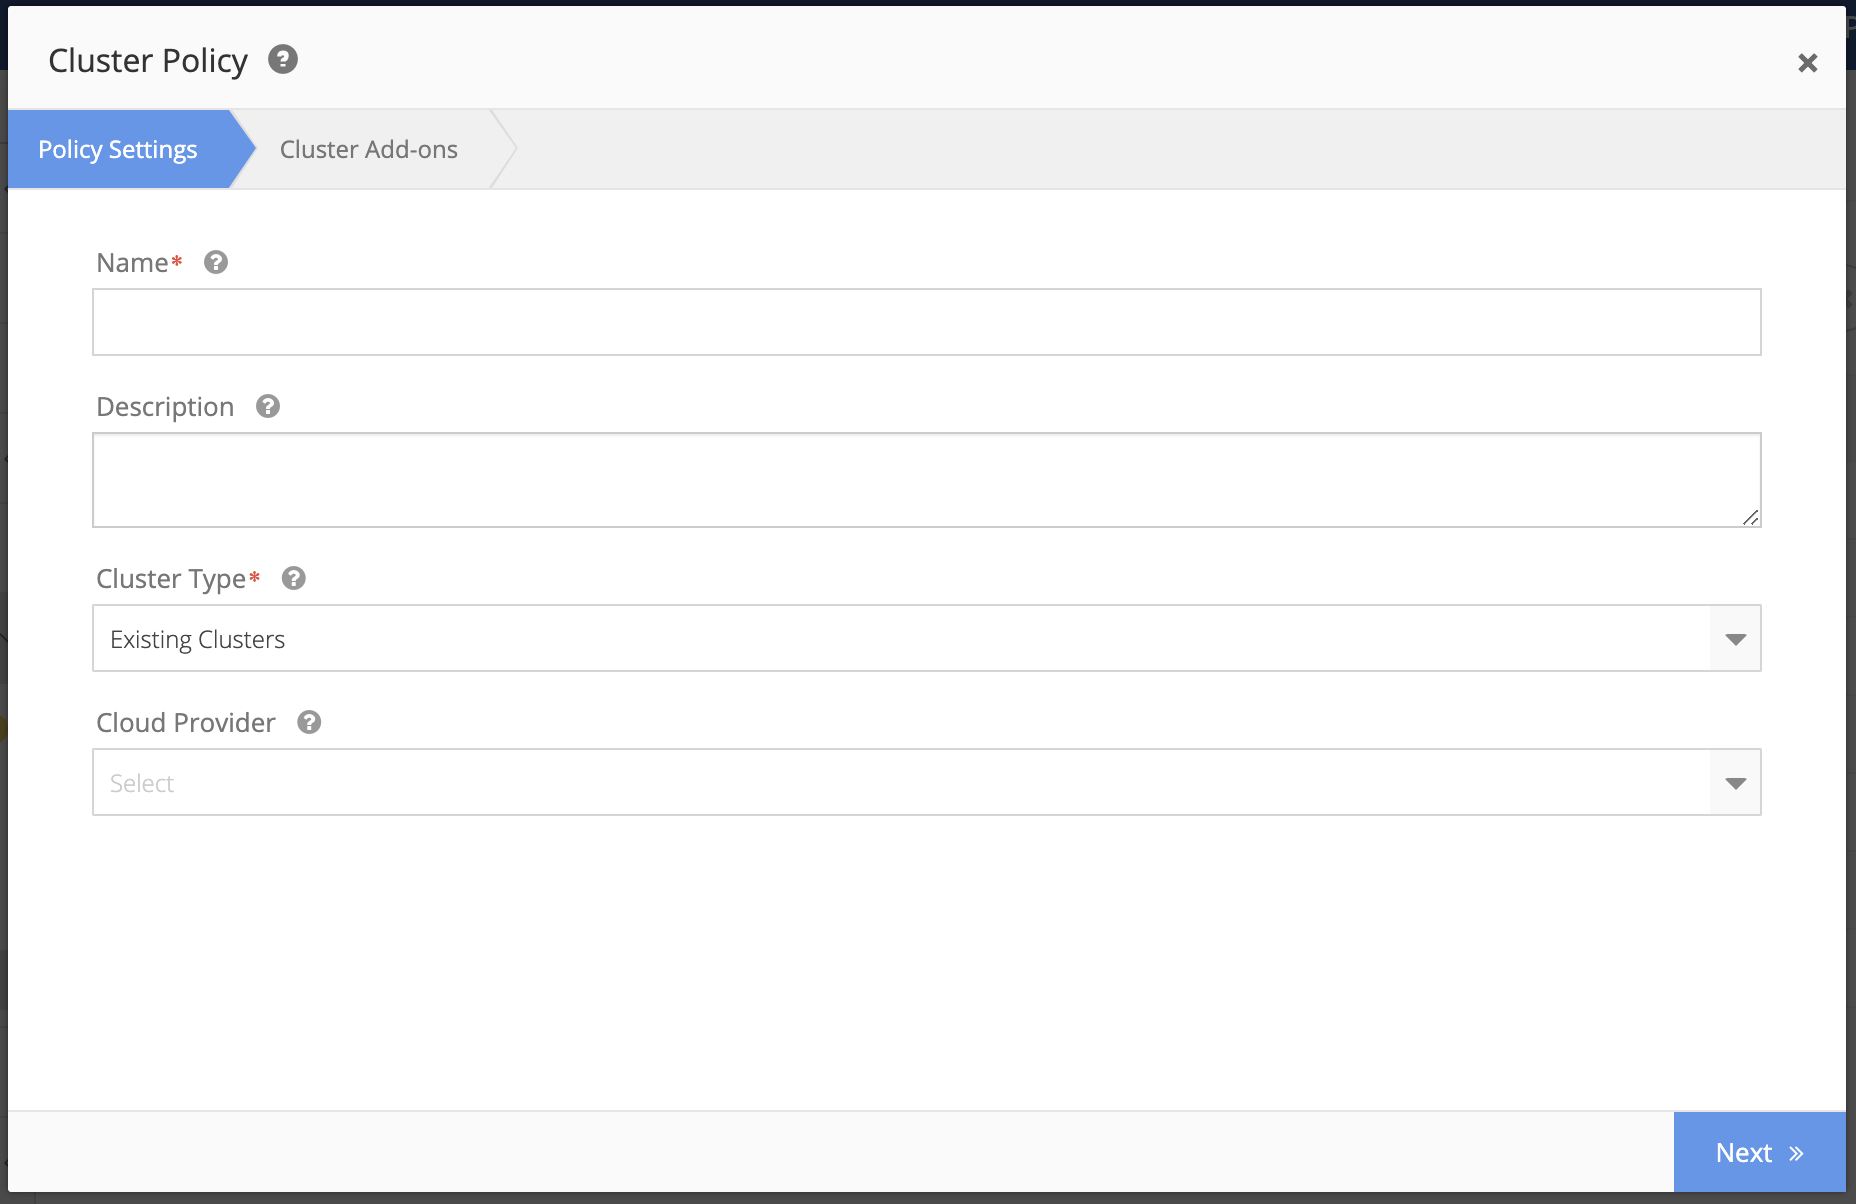 Cluster Policy
Policy Settings
Cluster Add-ons
Name*
Description
Cluster Type*
Existing Clusters
Cloud Provider
Select
Next »